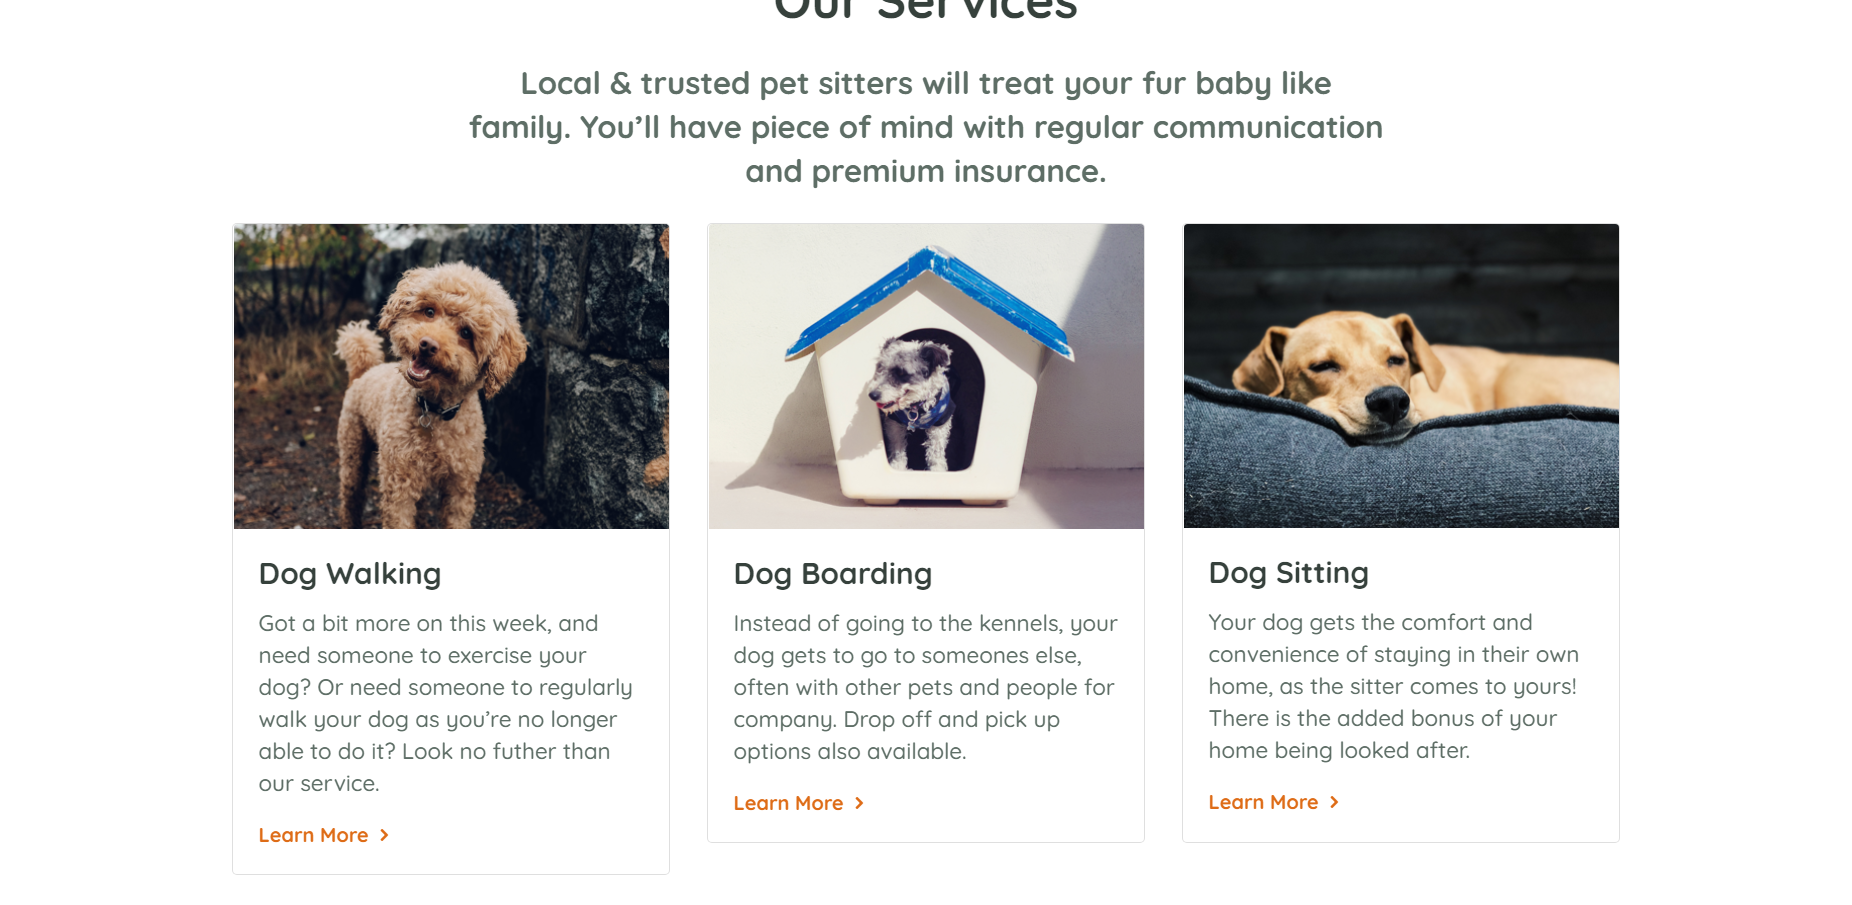 Our Services
Local & trusted pet sitters will treat your fur baby like
family. You’ll have piece of mind with regular communication
and premium insurance.
Dog Walking
Got a bit more on this week, and
need someone to exercise your
dog? Or need someone to regularly
walk your dog as you’re no longer
able to do it? Look no futher than
our service.
Learn More
Dog Boarding
Instead of going to the kennels, your
dog gets to go to someones else,
often with other pets and people for
company. Drop off and pick up
options also available.
Learn More
Dog Sitting
Your dog gets the comfort and
convenience of staying in their own
home, as the sitter comes to yours!
There is the added bonus of your
home being looked after.
Learn More